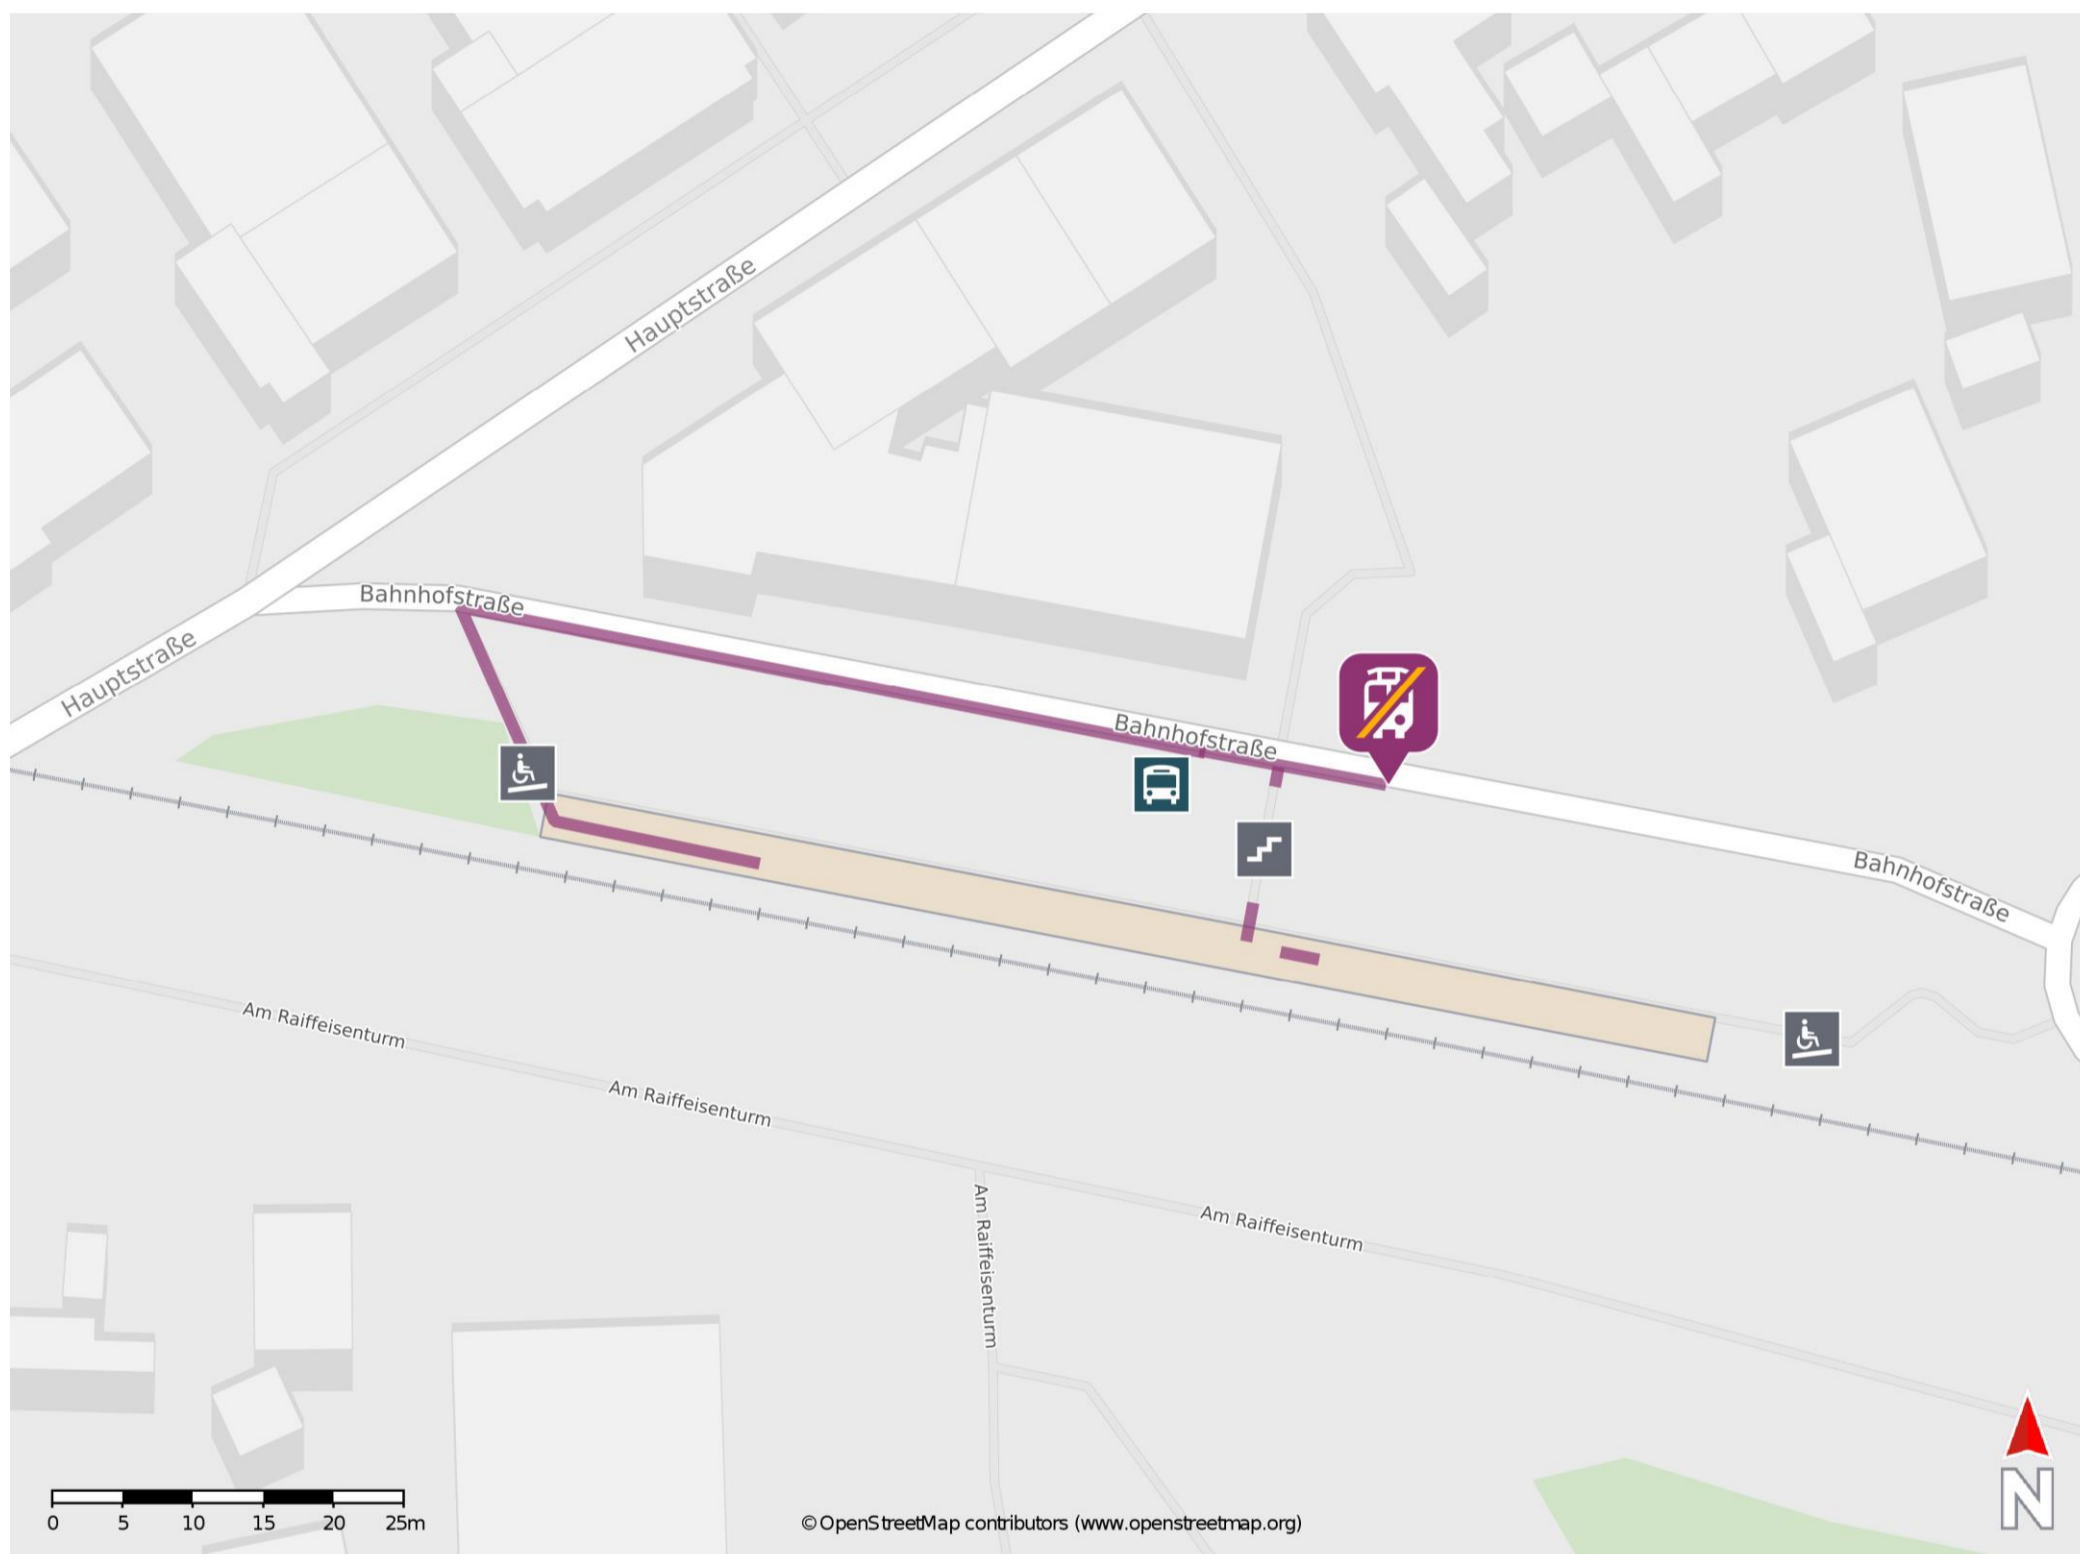 Hauptstraße
Bahnhofstraße
Hauptstraße
Bahnhofstraße
Bahnhofstraße
Am Raiffeisenturm
Am Raiffeisenturm
Am Raiffeisenturm
Am Raiffeisenturm
0 5 10 15 20 25m
© OpenStreetMap contributors (www.openstreetmap.org)
N